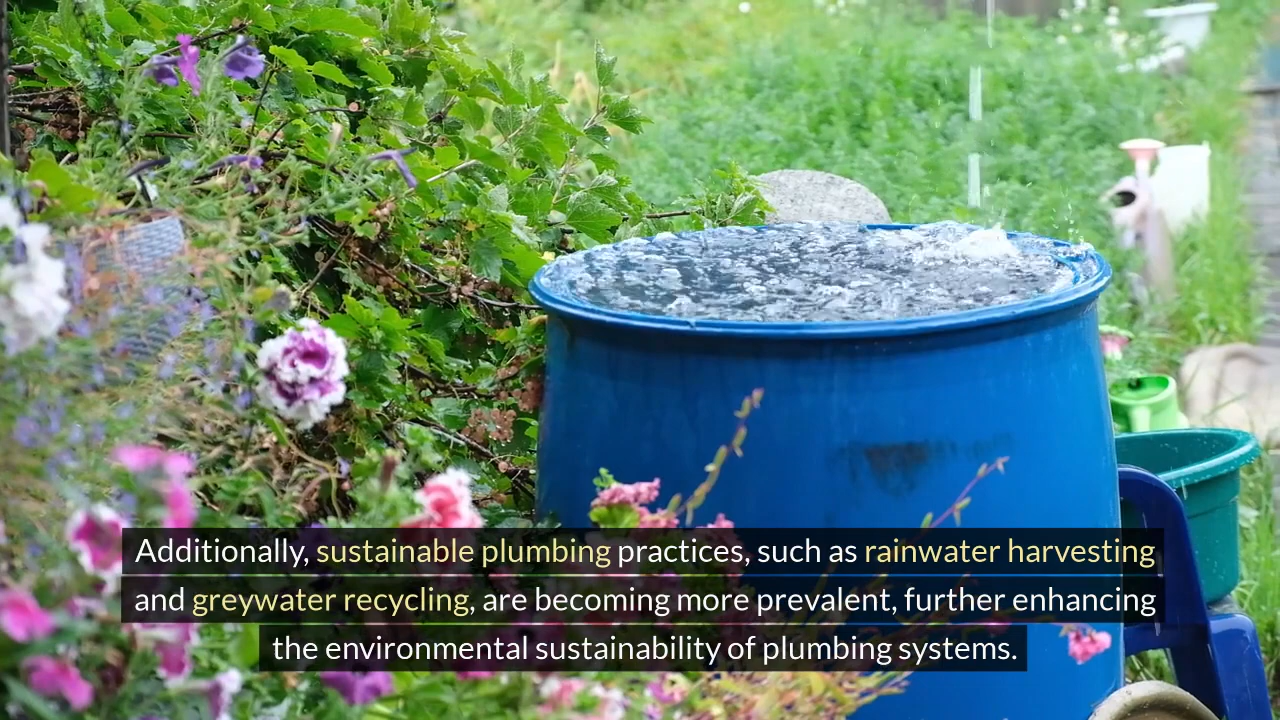 Additionally, sustainable plumbing practices, such as rainwater harvesting
and greywater recycling, are becoming more prevalent, further enhancing
the environmental sustainability of plumbing systems.